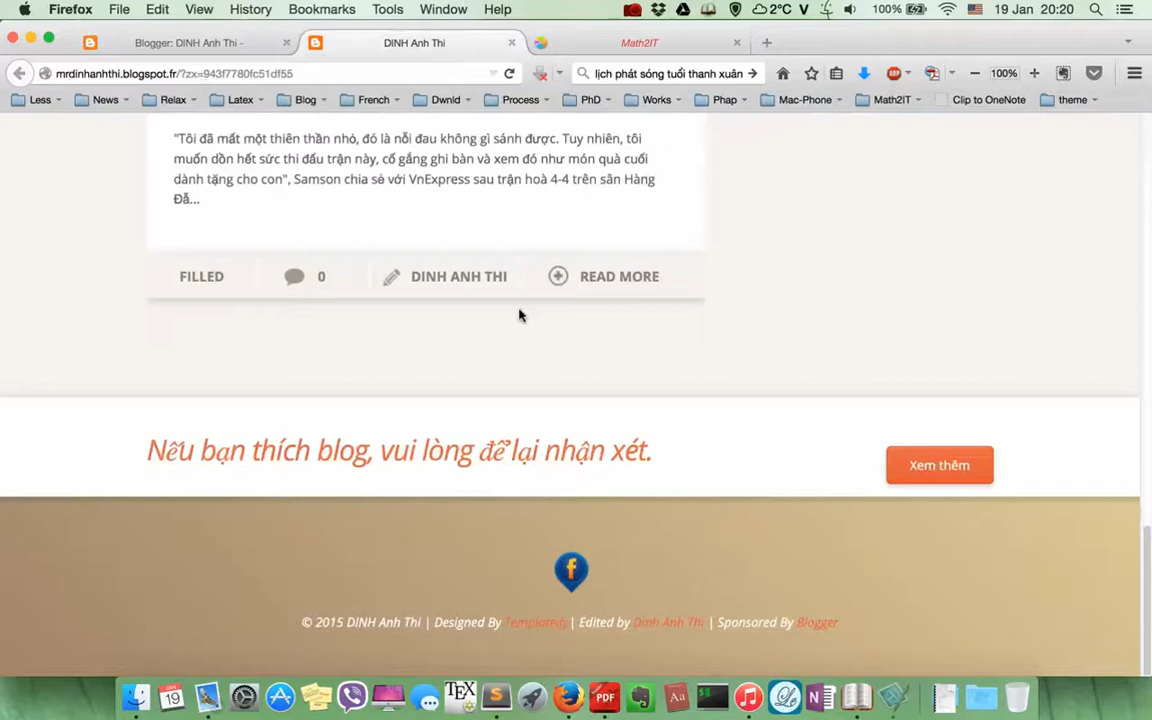 Firefox File Edit View History Bookmarks Tools Window Help 2°C V 100% 19 Jan 20:20
Blogger: DINH Anh Thi - DINH Anh Thi Math2IT
mrdinhanhthi.blogspot.fr/?zx=943f7780fc51df55 lịch phát sóng tuổi thanh xuân 100%
Less News Relax Latex Blog French Dwnld Process PhD Works Phap Mac-Phone Math2IT Clip to OneNote theme
"Tôi đã mất một thiên thần nhỏ, đó là nỗi đau không gì sánh được. Tuy nhiên, tôi
muốn dồn hết sức thi đấu trận này, cố gắng ghi bàn và xem đó như món quà cuối
dành tặng cho con", Samson chia sẻ với VnExpress sau trận hoà 4-4 trên sân Hàng
Đẫ...
FILLED 0 DINH ANH THI READ MORE
Nếu bạn thích blog, vui lòng để lại nhận xét.
Xem thêm
f
© 2015 DINH Anh Thi | Designed By Templateify | Edited by Dinh Anh Thi | Sponsored By Blogger
JAN
19 TEX S PDF Aa N